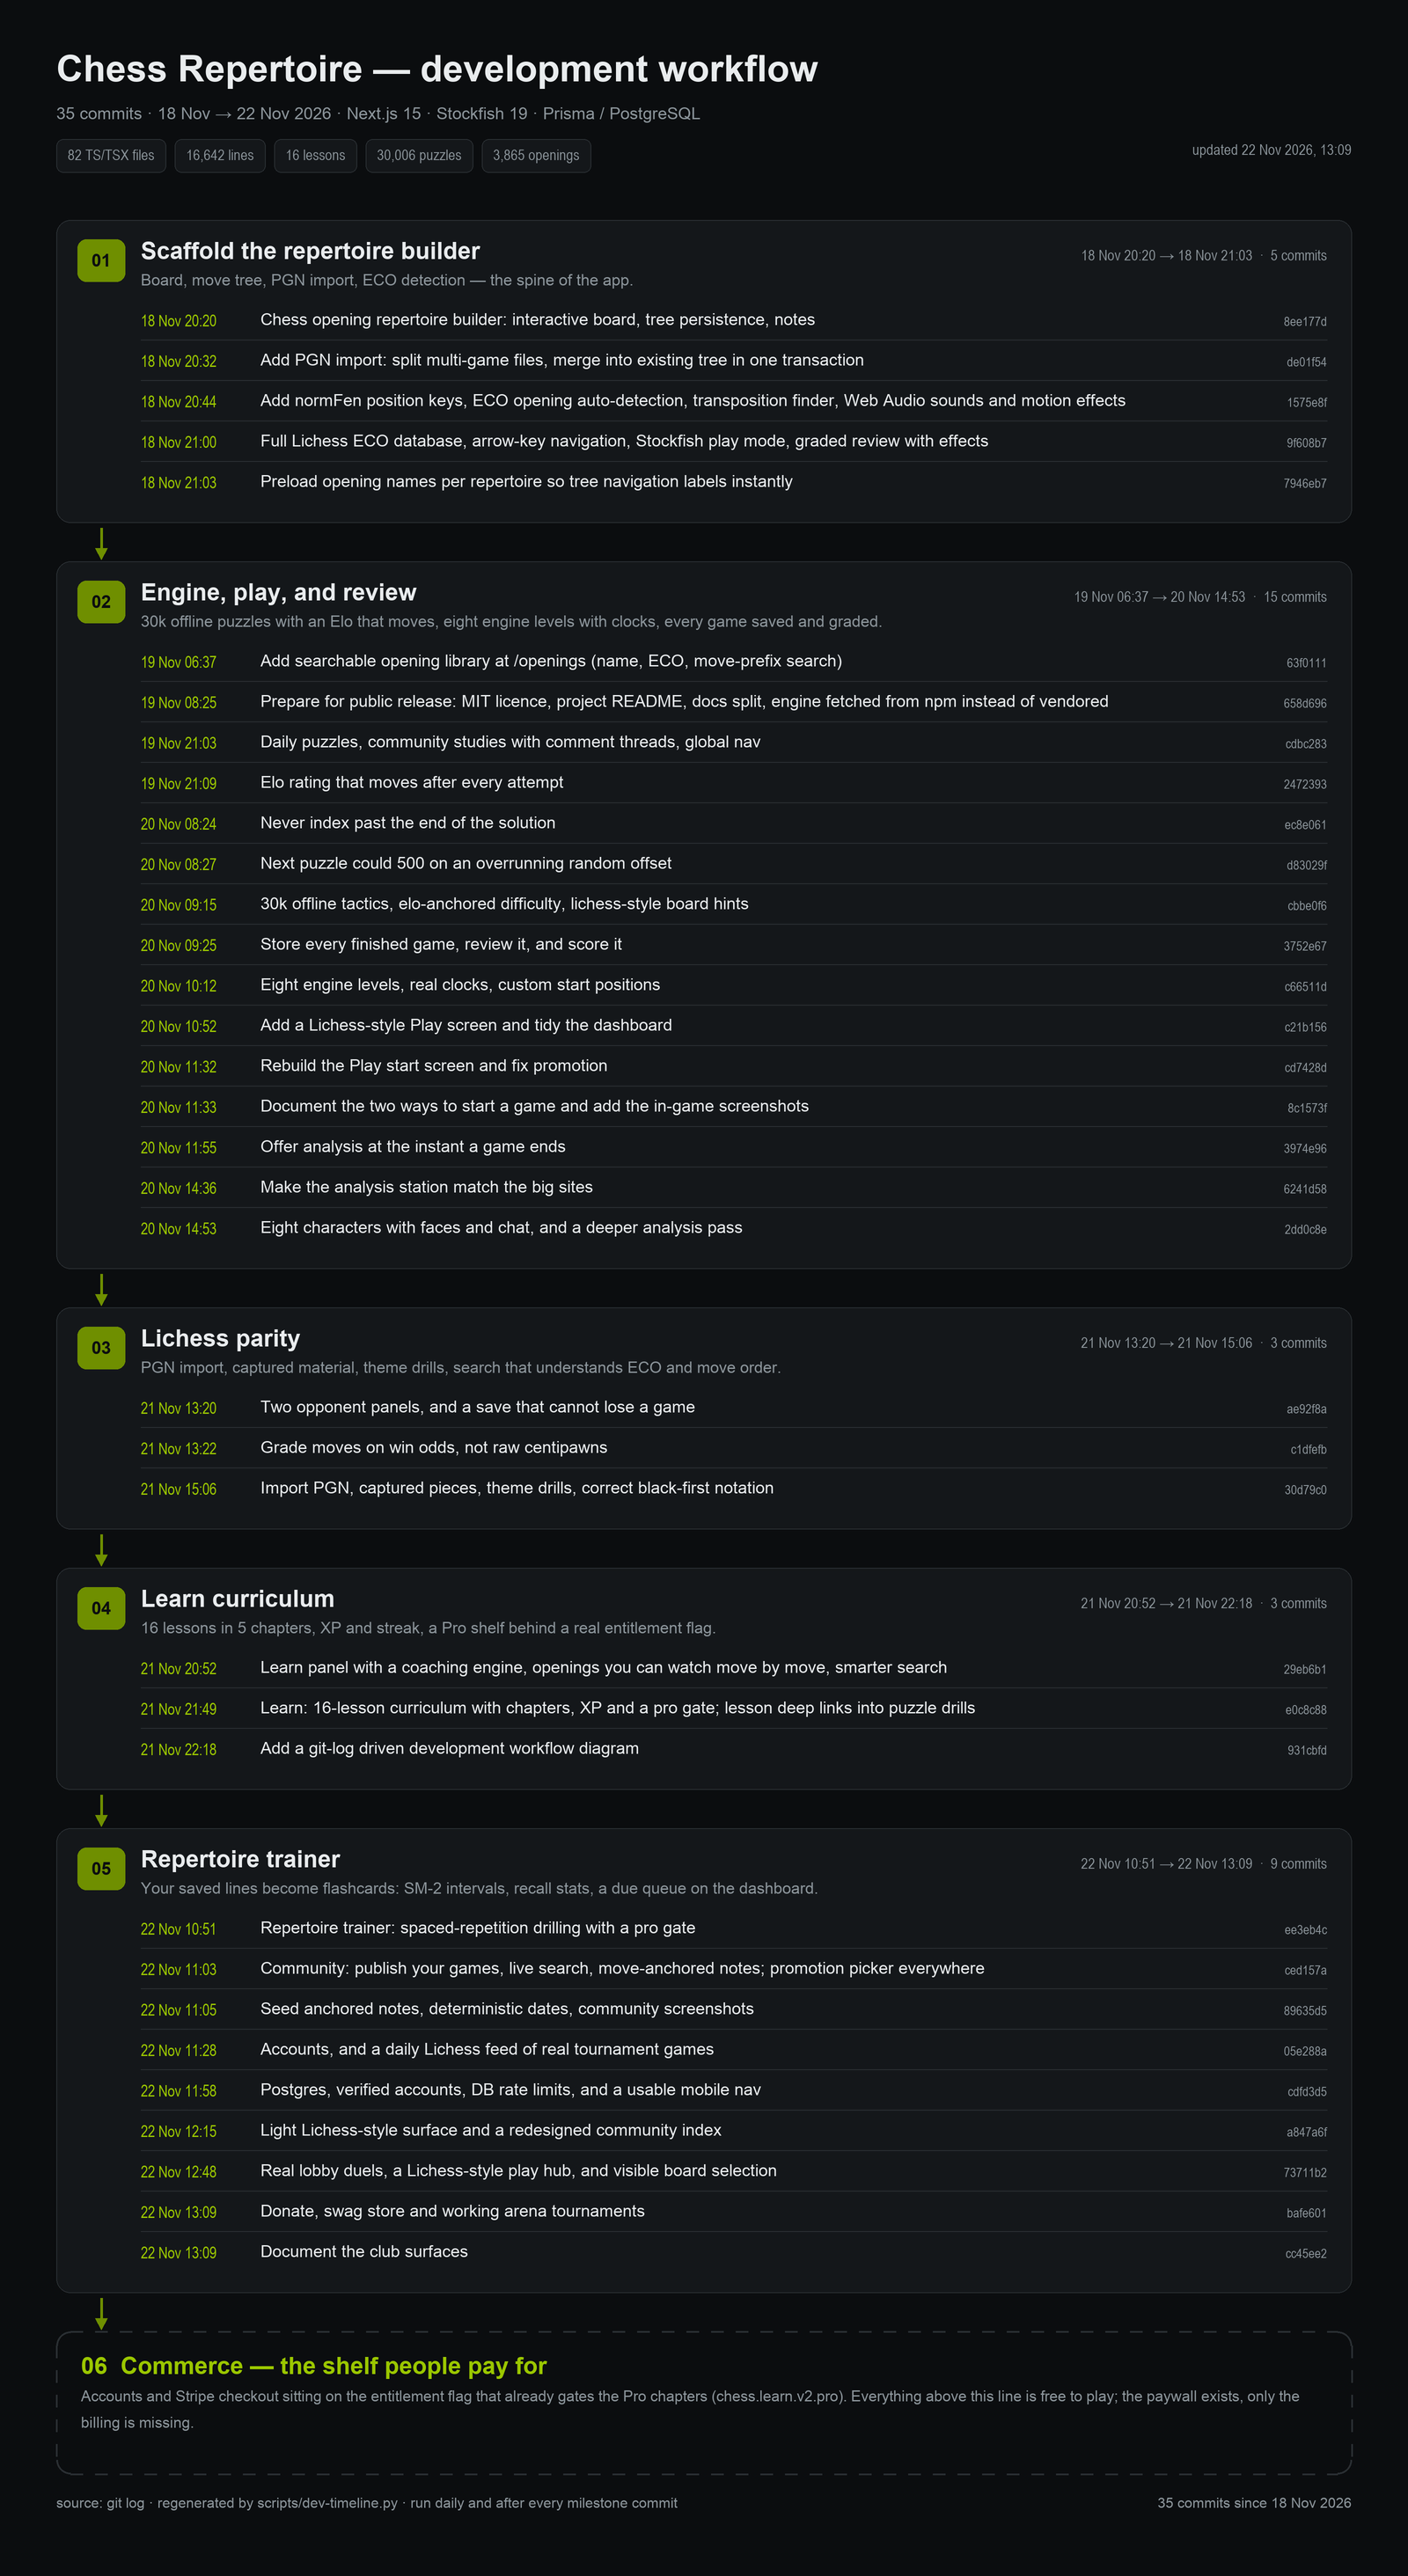 Chess Repertoire — development workflow
35 commits · 18 Nov → 22 Nov 2026 · Next.js 15 · Stockfish 19 · Prisma / PostgreSQL
82 TS/TSX files 16,642 lines 16 lessons 30,006 puzzles 3,865 openings updated 22 Nov 2026, 13:09
01 Scaffold the repertoire builder 18 Nov 20:20 → 18 Nov 21:03 · 5 commits
Board, move tree, PGN import, ECO detection — the spine of the app.
18 Nov 20:20 Chess opening repertoire builder: interactive board, tree persistence, notes 8ee177d
18 Nov 20:32 Add PGN import: split multi-game files, merge into existing tree in one transaction de01f54
18 Nov 20:44 Add normFen position keys, ECO opening auto-detection, transposition finder, Web Audio sounds and motion effects 1575e8f
18 Nov 21:00 Full Lichess ECO database, arrow-key navigation, Stockfish play mode, graded review with effects 9f608b7
18 Nov 21:03 Preload opening names per repertoire so tree navigation labels instantly 7946eb7
02 Engine, play, and review 19 Nov 06:37 → 20 Nov 14:53 · 15 commits
30k offline puzzles with an Elo that moves, eight engine levels with clocks, every game saved and graded.
19 Nov 06:37 Add searchable opening library at /openings (name, ECO, move-prefix search) 63f0111
19 Nov 08:25 Prepare for public release: MIT licence, project README, docs split, engine fetched from npm instead of vendored 658d696
19 Nov 21:03 Daily puzzles, community studies with comment threads, global nav cdbc283
19 Nov 21:09 Elo rating that moves after every attempt 2472393
20 Nov 08:24 Never index past the end of the solution ec8e061
20 Nov 08:27 Next puzzle could 500 on an overrunning random offset d83029f
20 Nov 09:15 30k offline tactics, elo-anchored difficulty, lichess-style board hints cbbe0f6
20 Nov 09:25 Store every finished game, review it, and score it 3752e67
20 Nov 10:12 Eight engine levels, real clocks, custom start positions c66511d
20 Nov 10:52 Add a Lichess-style Play screen and tidy the dashboard c21b156
20 Nov 11:32 Rebuild the Play start screen and fix promotion cd7428d
20 Nov 11:33 Document the two ways to start a game and add the in-game screenshots 8c1573f
20 Nov 11:55 Offer analysis at the instant a game ends 3974e96
20 Nov 14:36 Make the analysis station match the big sites 6241d58
20 Nov 14:53 Eight characters with faces and chat, and a deeper analysis pass 2dd0c8e
03 Lichess parity 21 Nov 13:20 → 21 Nov 15:06 · 3 commits
PGN import, captured material, theme drills, search that understands ECO and move order.
21 Nov 13:20 Two opponent panels, and a save that cannot lose a game ae92f8a
21 Nov 13:22 Grade moves on win odds, not raw centipawns c1dfefb
21 Nov 15:06 Import PGN, captured pieces, theme drills, correct black-first notation 30d79c0
04 Learn curriculum 21 Nov 20:52 → 21 Nov 22:18 · 3 commits
16 lessons in 5 chapters, XP and streak, a Pro shelf behind a real entitlement flag.
21 Nov 20:52 Learn panel with a coaching engine, openings you can watch move by move, smarter search 29eb6b1
21 Nov 21:49 Learn: 16-lesson curriculum with chapters, XP and a pro gate; lesson deep links into puzzle drills e0c8c88
21 Nov 22:18 Add a git-log driven development workflow diagram 931cbfd
05 Repertoire trainer 22 Nov 10:51 → 22 Nov 13:09 · 9 commits
Your saved lines become flashcards: SM-2 intervals, recall stats, a due queue on the dashboard.
22 Nov 10:51 Repertoire trainer: spaced-repetition drilling with a pro gate ee3eb4c
22 Nov 11:03 Community: publish your games, live search, move-anchored notes; promotion picker everywhere ced157a
22 Nov 11:05 Seed anchored notes, deterministic dates, community screenshots 89635d5
22 Nov 11:28 Accounts, and a daily Lichess feed of real tournament games 05e288a
22 Nov 11:58 Postgres, verified accounts, DB rate limits, and a usable mobile nav cdfd3d5
22 Nov 12:15 Light Lichess-style surface and a redesigned community index a847a6f
22 Nov 12:48 Real lobby duels, a Lichess-style play hub, and visible board selection 73711b2
22 Nov 13:09 Donate, swag store and working arena tournaments bafe601
22 Nov 13:09 Document the club surfaces cc45ee2
06 Commerce — the shelf people pay for
Accounts and Stripe checkout sitting on the entitlement flag that already gates the Pro chapters (chess.learn.v2.pro). Everything above this line is free to play; the paywall exists, only the
billing is missing.
source: git log · regenerated by scripts/dev-timeline.py · run daily and after every milestone commit 35 commits since 18 Nov 2026